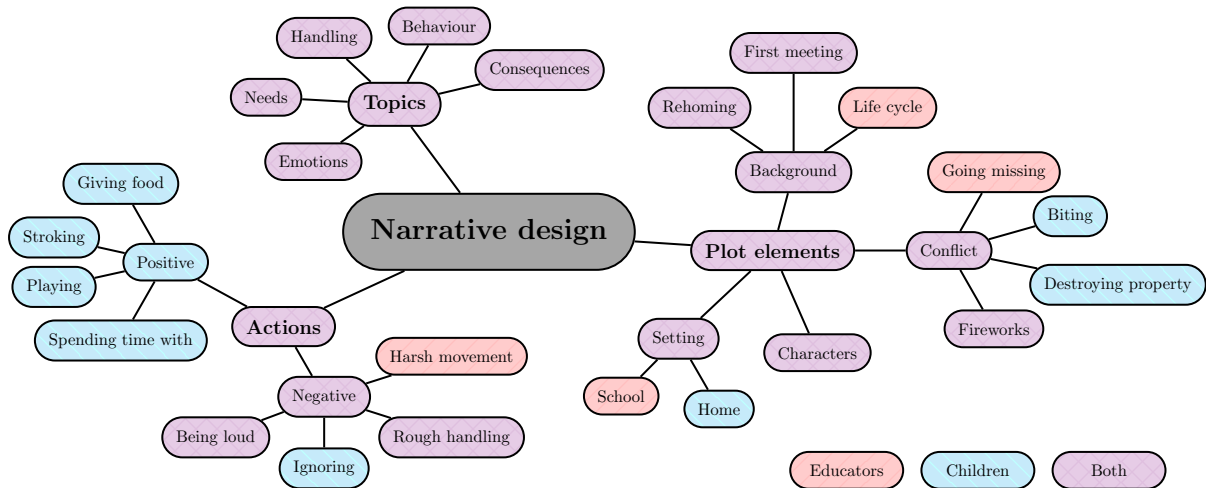 Behaviour
Handling
First meeting
Consequences
Needs
Topics
Rehoming
Life cycle
Emotions
Background
Going missing
Giving food
Biting
Narrative design
Stroking
Plot elements
Conflict
Positive
Playing
Destroying property
Actions
Fireworks
Spending time with
Setting
Characters
Harsh movement
Negative
School
Home
Being loud
Rough handling
Ignoring
Educators
Children
Both